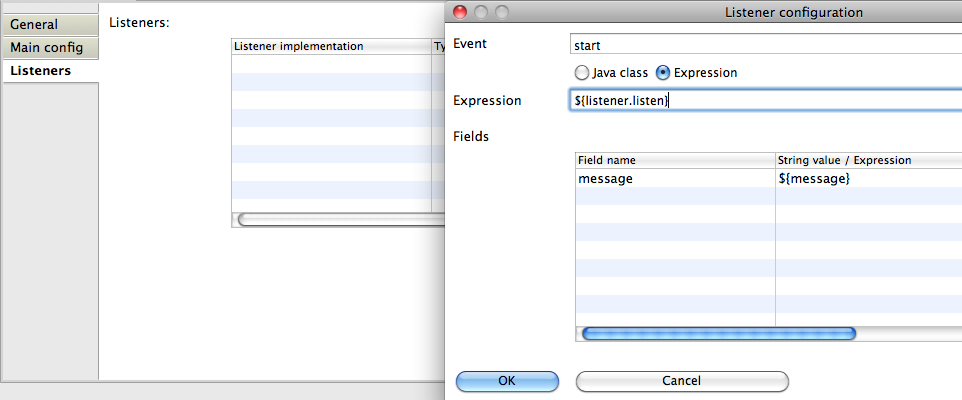 General
Main config
Listeners
Listeners:
Listener implementation
Ty
Listener configuration
Event
start
Java class
Expression
Expression
${listener.listen}
Fields
Field name
String value / Expression
message
${message}
OK
Cancel